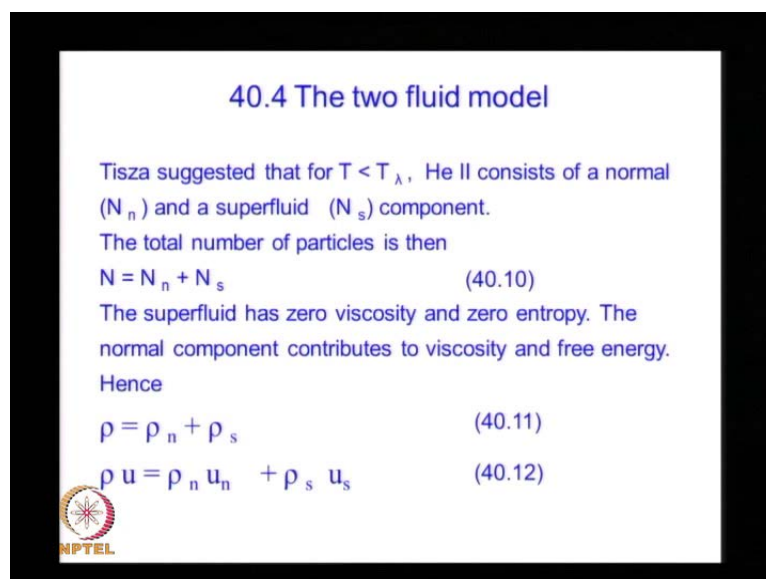 40.4 The two fluid model
Tisza suggested that for T < T λ , He II consists of a normal
(N n ) and a superfluid (N s) component.
The total number of particles is then
N = N n + N s (40.10)
The superfluid has zero viscosity and zero entropy. The
normal component contributes to viscosity and free energy.
Hence
ρ = ρ n + ρ s (40.11)
ρ u = ρ n un + ρ s us (40.12)
NPTEL